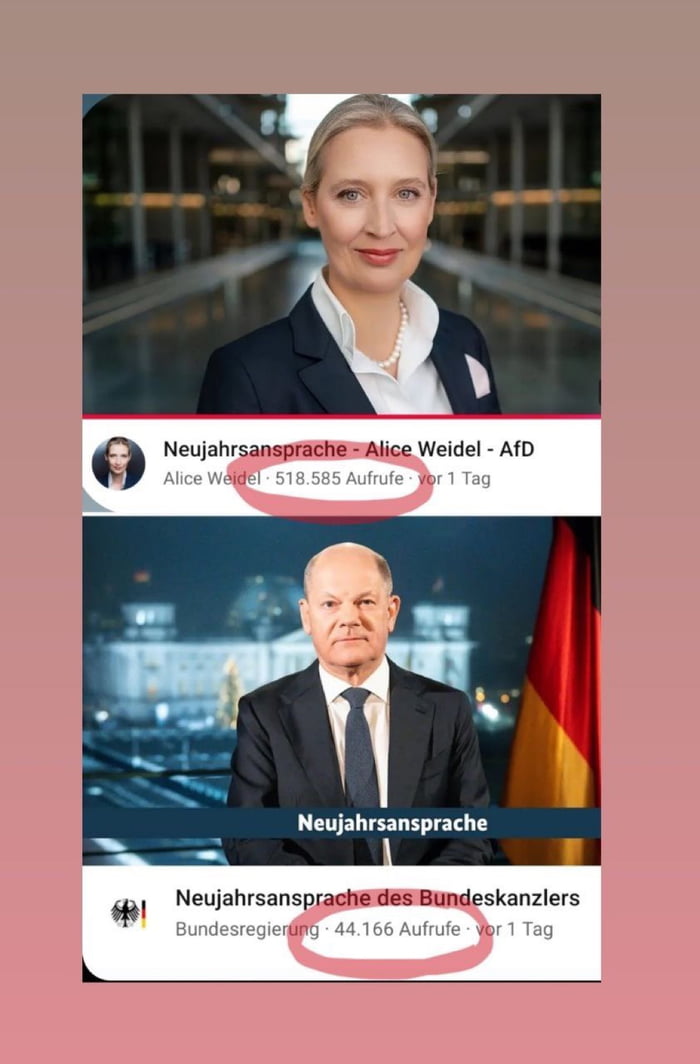 Neujahrsansprache - Alice Weidel - AfD
Alice Weidel · 518.585 Aufrufe · vor 1 Tag
Neujahrsansprache
Neujahrsansprache des Bundeskanzlers
Bundesregierung · 44.166 Aufrufe · vor 1 Tag